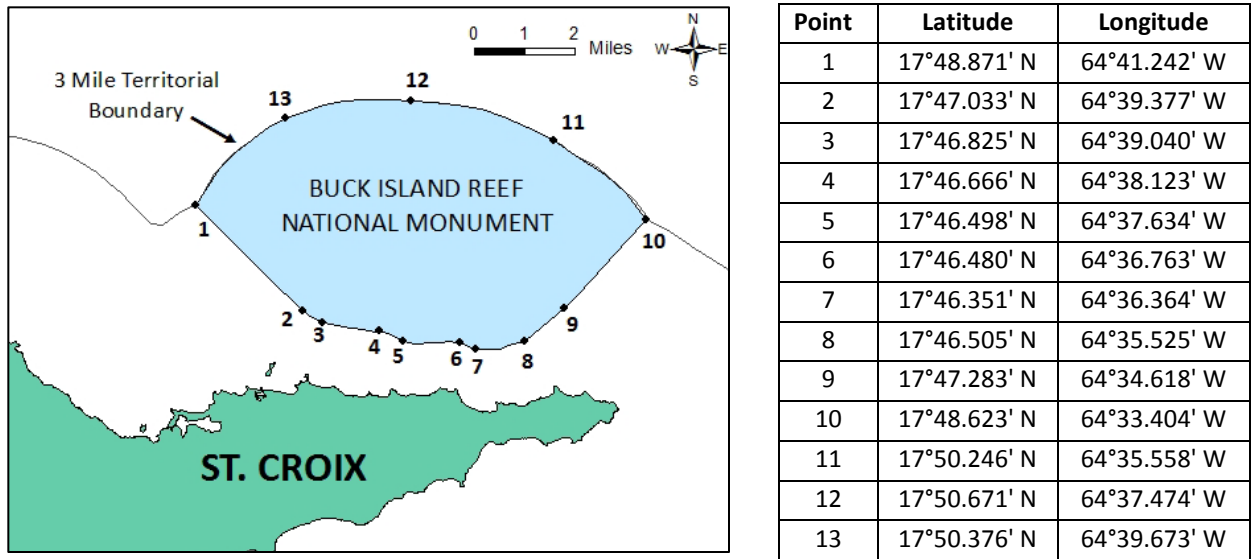 0 1 2
Miles
N
W E
S
3 Mile Territorial
Boundary
12
13
11
BUCK ISLAND REEF
NATIONAL MONUMENT
1
10
2
3
4
5
6
7
8
9
ST. CROIX
Point Latitude Longitude
1 17°48.871' N 64°41.242' W
2 17°47.033' N 64°39.377' W
3 17°46.825' N 64°39.040' W
4 17°46.666' N 64°38.123' W
5 17°46.498' N 64°37.634' W
6 17°46.480' N 64°36.763' W
7 17°46.351' N 64°36.364' W
8 17°46.505' N 64°35.525' W
9 17°47.283' N 64°34.618' W
10 17°48.623' N 64°33.404' W
11 17°50.246' N 64°35.558' W
12 17°50.671' N 64°37.474' W
13 17°50.376' N 64°39.673' W